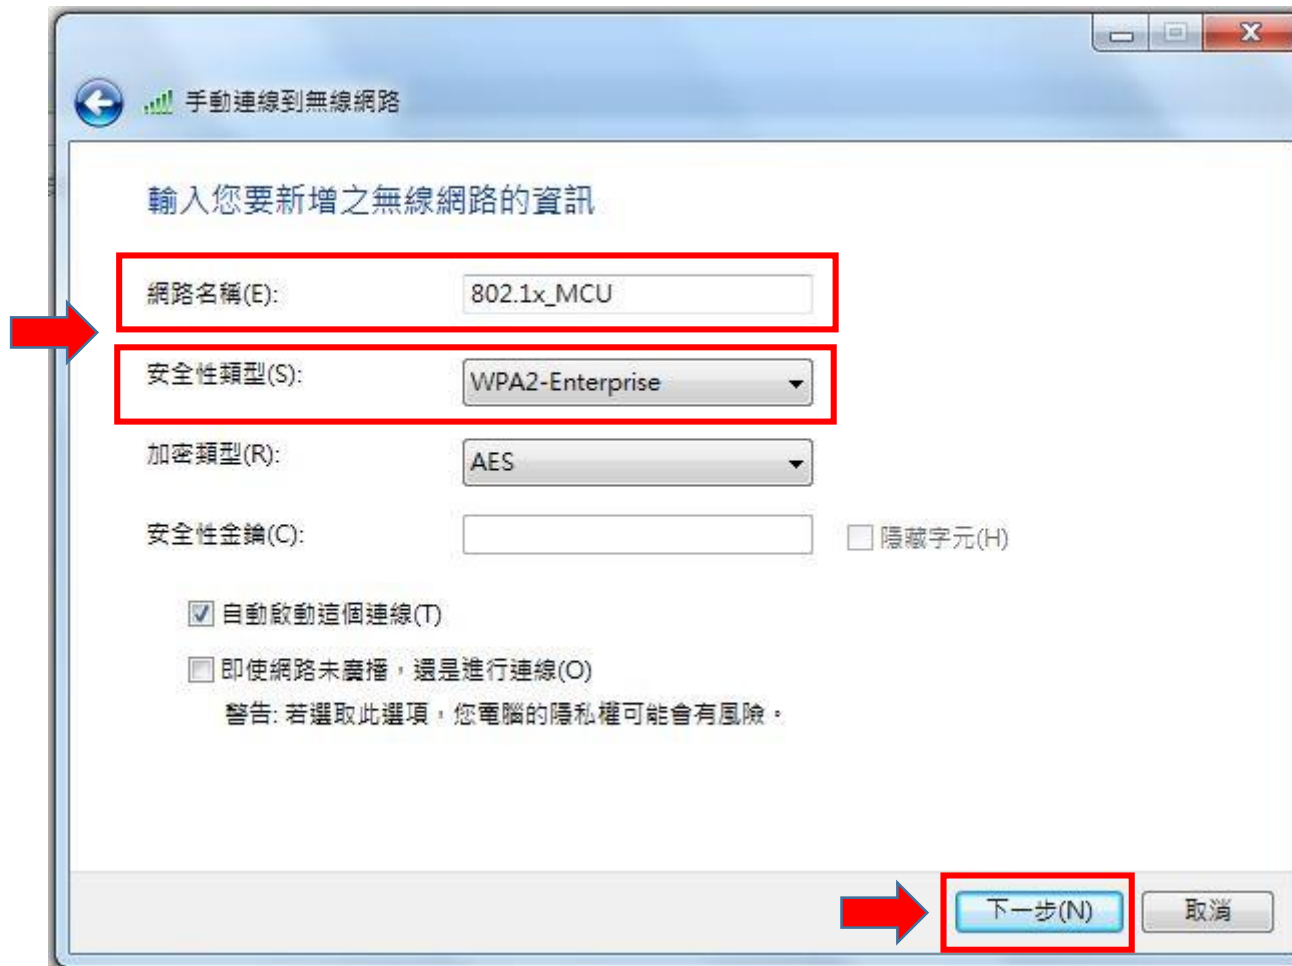 手動連線到無線網路
輸入您要新增之無線網路的資訊
網路名稱(E): 802.1x_MCU
安全性類型(S): WPA2-Enterprise
加密類型(R): AES
安全性金鑰(C): 隱藏字元(H)
自動啟動這個連線(T)
即使網路未廣播，還是進行連線(O)
警告: 若選取此選項，您電腦的隱私權可能會有風險。
下一步(N) 取消